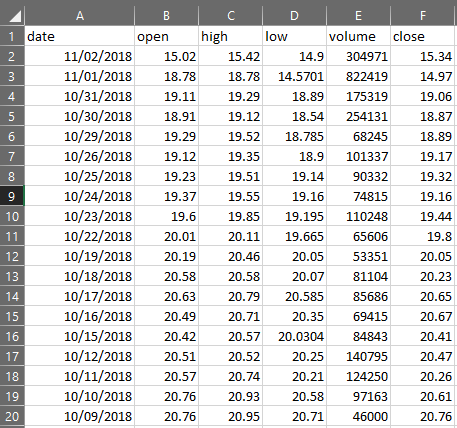 A B C D E F
1 date open high low volume close
2 11/02/2018 15.02 15.42 14.9 304971 15.34
3 11/01/2018 18.78 18.78 14.5701 822419 14.97
4 10/31/2018 19.11 19.29 18.89 175319 19.06
5 10/30/2018 18.91 19.12 18.54 254131 18.87
6 10/29/2018 19.29 19.52 18.785 68245 18.89
7 10/26/2018 19.12 19.35 18.9 101337 19.17
8 10/25/2018 19.23 19.51 19.14 90332 19.32
9 10/24/2018 19.37 19.55 19.16 74815 19.16
10 10/23/2018 19.6 19.85 19.195 110248 19.44
11 10/22/2018 20.01 20.11 19.665 65606 19.8
12 10/19/2018 20.19 20.46 20.05 53351 20.05
13 10/18/2018 20.58 20.58 20.07 81104 20.23
14 10/17/2018 20.63 20.79 20.585 85686 20.65
15 10/16/2018 20.49 20.71 20.35 69415 20.67
16 10/15/2018 20.42 20.57 20.0304 84843 20.41
17 10/12/2018 20.51 20.52 20.25 140795 20.47
18 10/11/2018 20.57 20.74 20.21 124250 20.26
19 10/10/2018 20.76 20.93 20.58 97163 20.61
20 10/09/2018 20.76 20.95 20.71 46000 20.76